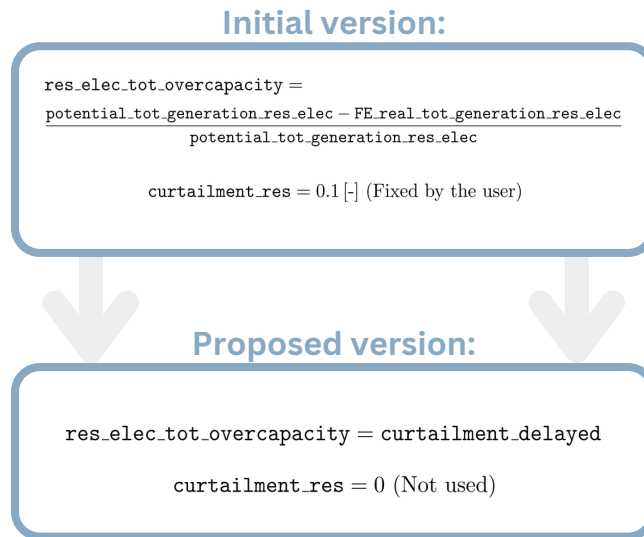 Initial version:
res_elec_tot_overcapacity =
potential_tot_generation_res_elec − FE_real_tot_generation_res_elec
potential_tot_generation_res_elec
curtailment_res = 0.1 [-] (Fixed by the user)
Proposed version:
res_elec_tot_overcapacity = curtailment_delayed
curtailment_res = 0 (Not used)